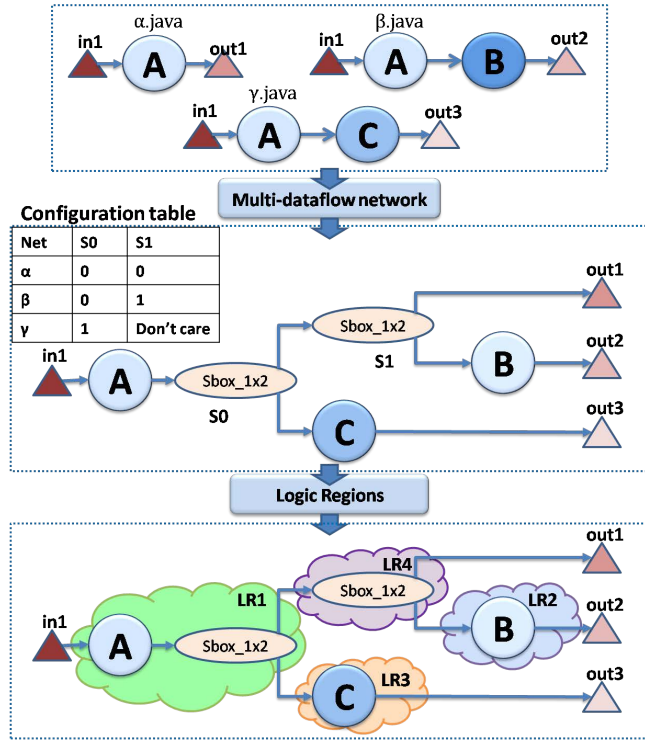 α.java
β.java
in1
out1
in1
out2
A
A
B
γ.java
in1
out3
A
C
Multi-dataflow network
Configuration table
Net S0 S1
α 0 0
β 0 1
γ 1 Don't care
out1
Sbox_1x2
S1
in1
out2
A
Sbox_1x2
B
S0
out3
C
Logic Regions
out1
LR4
LR1
Sbox_1x2
LR2
in1
out2
A
Sbox_1x2
B
LR3
out3
C